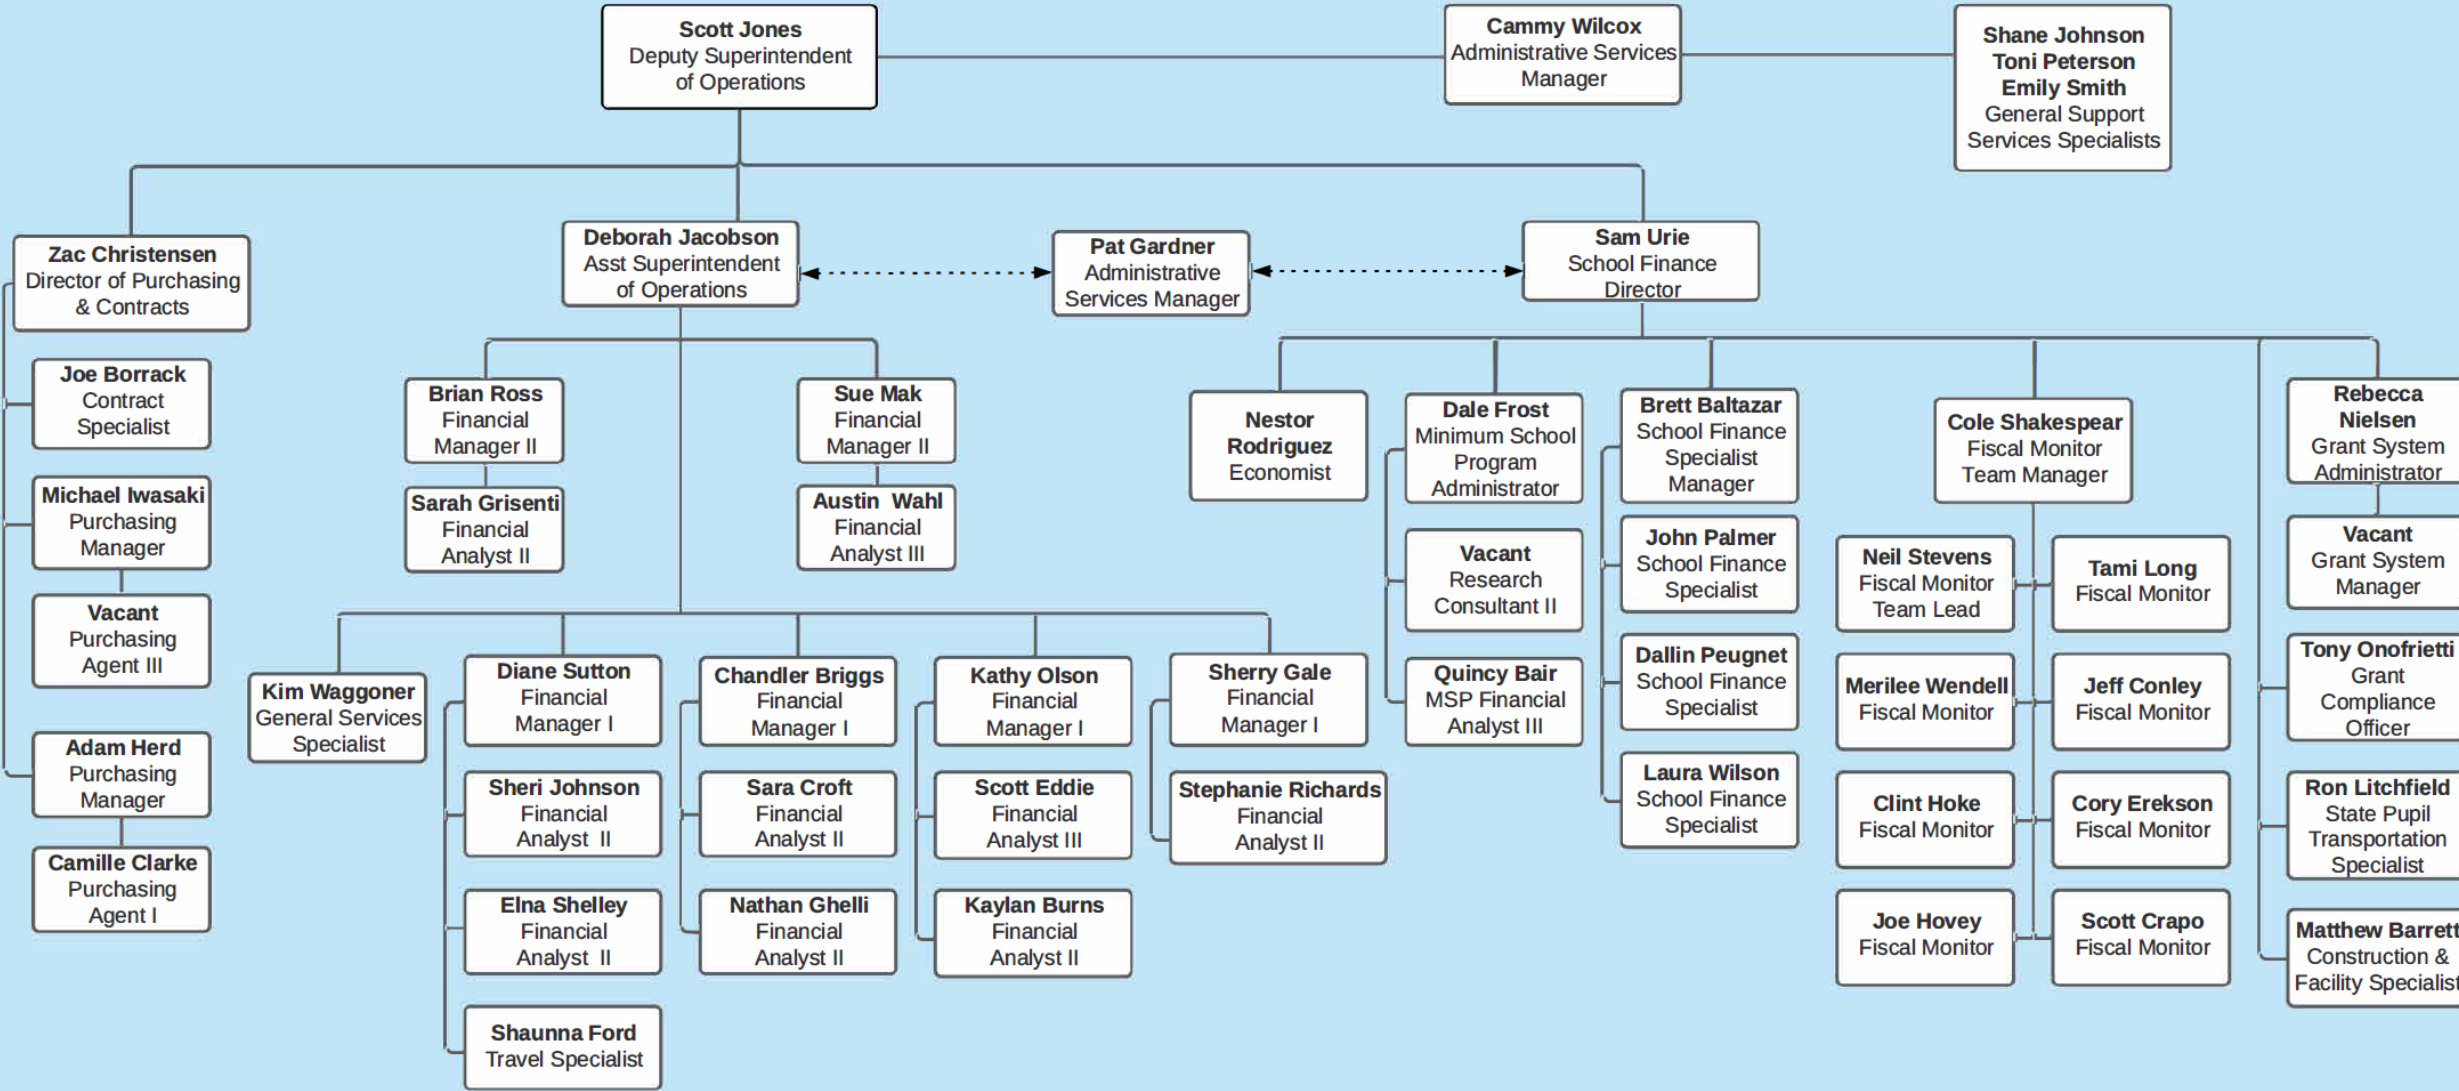 Scott Jones
Deputy Superintendent
of Operations
Cammy Wilcox
Administrative Services
Manager
Shane Johnson
Toni Peterson
Emily Smith
General Support
Services Specialists
Zac Christensen
Director of Purchasing
& Contracts
Deborah Jacobson
Asst Superintendent
of Operations
Pat Gardner
Administrative
Services Manager
Sam Urie
School Finance
Director
Joe Borrack
Contract
Specialist
Michael Iwasaki
Purchasing
Manager
Vacant
Purchasing
Agent III
Adam Herd
Purchasing
Manager
Camille Clarke
Purchasing
Agent I
Brian Ross
Financial
Manager II
Sarah Grisenti
Financial
Analyst II
Sue Mak
Financial
Manager II
Austin Wahl
Financial
Analyst III
Kim Waggoner
General Services
Specialist
Diane Sutton
Financial
Manager I
Sheri Johnson
Financial
Analyst II
Elna Shelley
Financial
Analyst II
Shaunna Ford
Travel Specialist
Chandler Briggs
Financial
Manager I
Sara Croft
Financial
Analyst II
Nathan Ghelli
Financial
Analyst II
Kathy Olson
Financial
Manager I
Scott Eddie
Financial
Analyst III
Kaylan Burns
Financial
Analyst II
Sherry Gale
Financial
Manager I
Stephanie Richards
Financial
Analyst II
Nestor
Rodriguez
Economist
Dale Frost
Minimum School
Program
Administrator
Vacant
Research
Consultant II
Quincy Bair
MSP Financial
Analyst III
Brett Baltazar
School Finance
Specialist
Manager
John Palmer
School Finance
Specialist
Dallin Peugnet
School Finance
Specialist
Laura Wilson
School Finance
Specialist
Cole Shakespear
Fiscal Monitor
Team Manager
Neil Stevens
Fiscal Monitor
Team Lead
Tami Long
Fiscal Monitor
Merilee Wendell
Fiscal Monitor
Jeff Conley
Fiscal Monitor
Clint Hoke
Fiscal Monitor
Cory Erekson
Fiscal Monitor
Joe Hovey
Fiscal Monitor
Scott Crapo
Fiscal Monitor
Rebecca
Nielsen
Grant System
Administrator
Vacant
Grant System
Manager
Tony Onofrietti
Grant
Compliance
Officer
Ron Litchfield
State Pupil
Transportation
Specialist
Matthew Barrett
Construction &
Facility Specialist